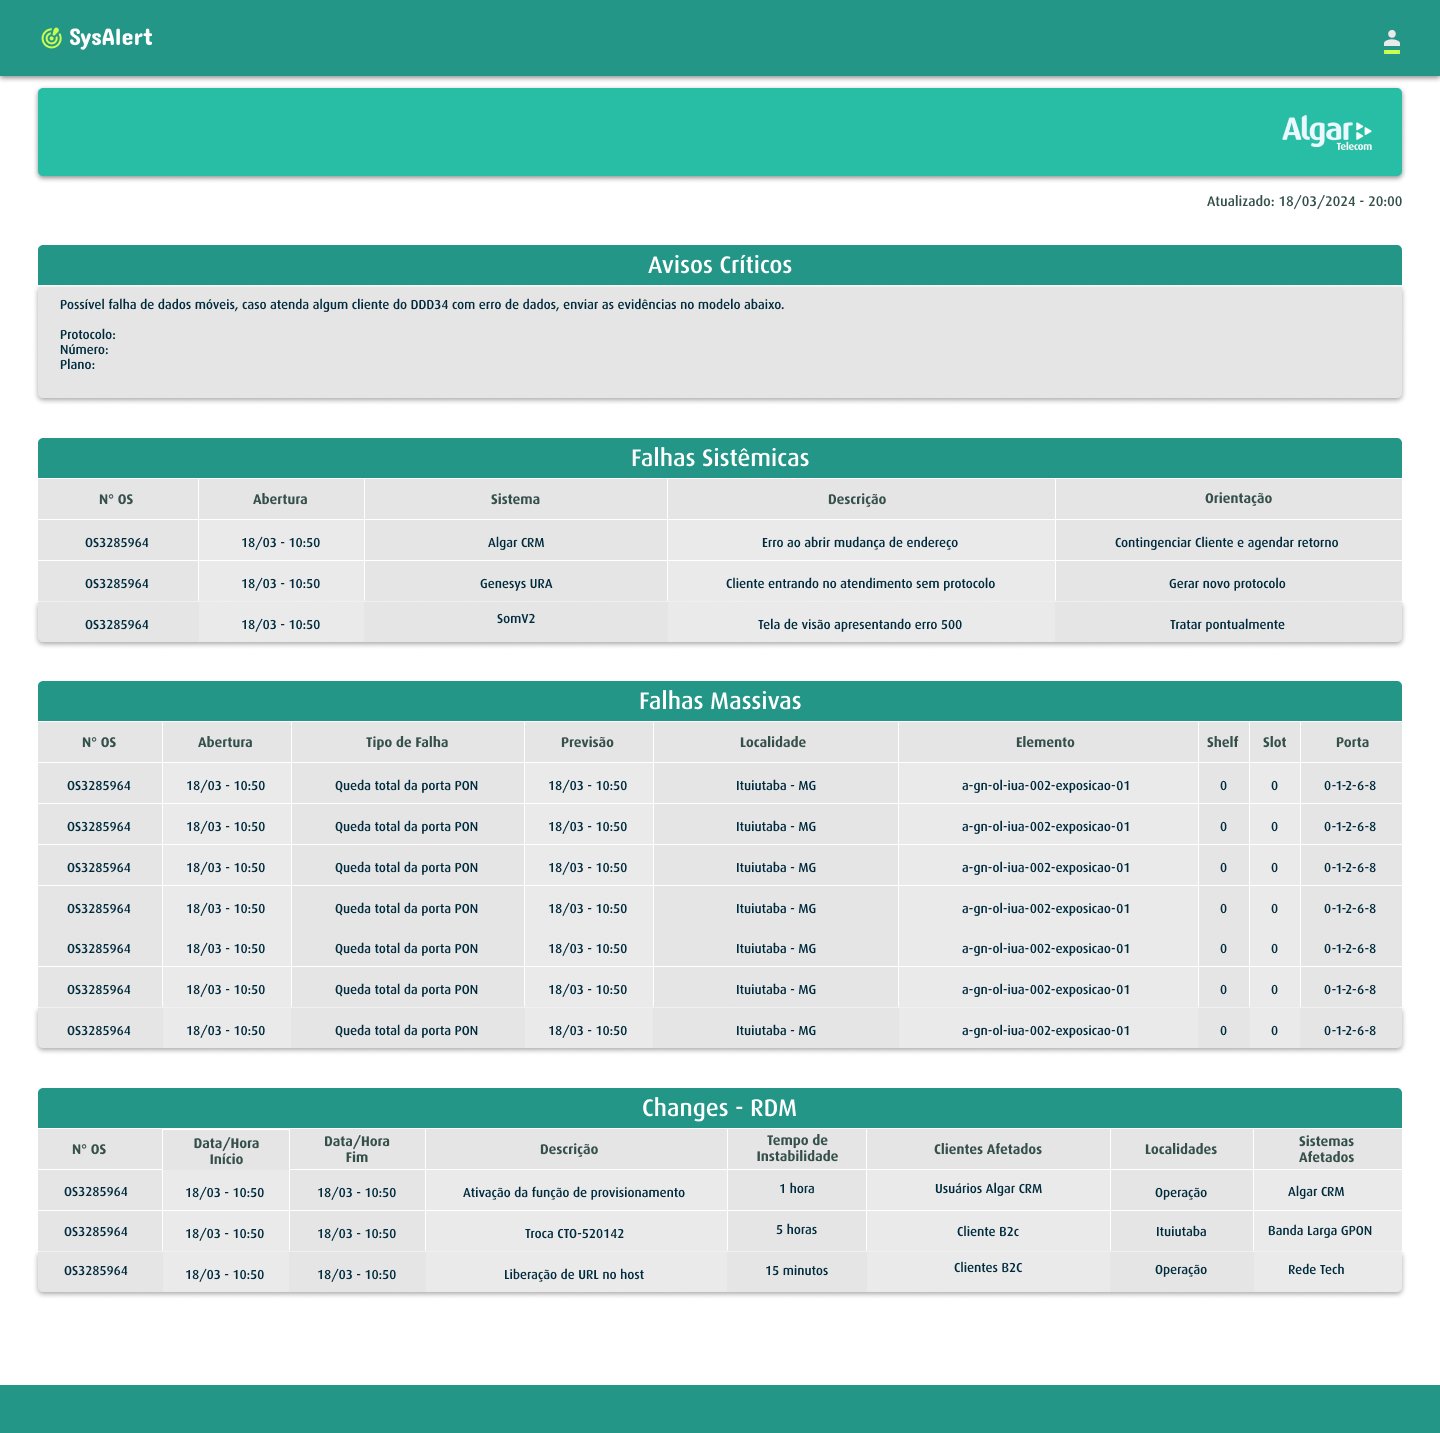 SysAlert
Algar
Telecom
Atualizado: 18/03/2024 - 20:00
Avisos Críticos
Possível falha de dados móveis, caso atenda algum cliente do DDD34 com erro de dados, enviar as evidências no modelo abaixo.
Protocolo:
Número:
Plano:
Falhas Sistêmicas
N° OS Abertura Sistema Descrição Orientação
OS3285964 18/03 - 10:50 Algar CRM Erro ao abrir mudança de endereço Contingenciar Cliente e agendar retorno
OS3285964 18/03 - 10:50 Genesys URA Cliente entrando no atendimento sem protocolo Gerar novo protocolo
OS3285964 18/03 - 10:50 SomV2 Tela de visão apresentando erro 500 Tratar pontualmente
Falhas Massivas
N° OS Abertura Tipo de Falha Previsão Localidade Elemento Shelf Slot Porta
OS3285964 18/03 - 10:50 Queda total da porta PON 18/03 - 10:50 Ituiutaba - MG a-gn-ol-iua-002-exposicao-01 0 0 0-1-2-6-8
OS3285964 18/03 - 10:50 Queda total da porta PON 18/03 - 10:50 Ituiutaba - MG a-gn-ol-iua-002-exposicao-01 0 0 0-1-2-6-8
OS3285964 18/03 - 10:50 Queda total da porta PON 18/03 - 10:50 Ituiutaba - MG a-gn-ol-iua-002-exposicao-01 0 0 0-1-2-6-8
OS3285964 18/03 - 10:50 Queda total da porta PON 18/03 - 10:50 Ituiutaba - MG a-gn-ol-iua-002-exposicao-01 0 0 0-1-2-6-8
OS3285964 18/03 - 10:50 Queda total da porta PON 18/03 - 10:50 Ituiutaba - MG a-gn-ol-iua-002-exposicao-01 0 0 0-1-2-6-8
OS3285964 18/03 - 10:50 Queda total da porta PON 18/03 - 10:50 Ituiutaba - MG a-gn-ol-iua-002-exposicao-01 0 0 0-1-2-6-8
OS3285964 18/03 - 10:50 Queda total da porta PON 18/03 - 10:50 Ituiutaba - MG a-gn-ol-iua-002-exposicao-01 0 0 0-1-2-6-8
Changes - RDM
N° OS Data/Hora Início Data/Hora Fim Descrição Tempo de Instabilidade Clientes Afetados Localidades Sistemas Afetados
OS3285964 18/03 - 10:50 18/03 - 10:50 Ativação da função de provisionamento 1 hora Usuários Algar CRM Operação Algar CRM
OS3285964 18/03 - 10:50 18/03 - 10:50 Troca CTO-520142 5 horas Cliente B2c Ituiutaba Banda Larga GPON
OS3285964 18/03 - 10:50 18/03 - 10:50 Liberação de URL no host 15 minutos Clientes B2C Operação Rede Tech